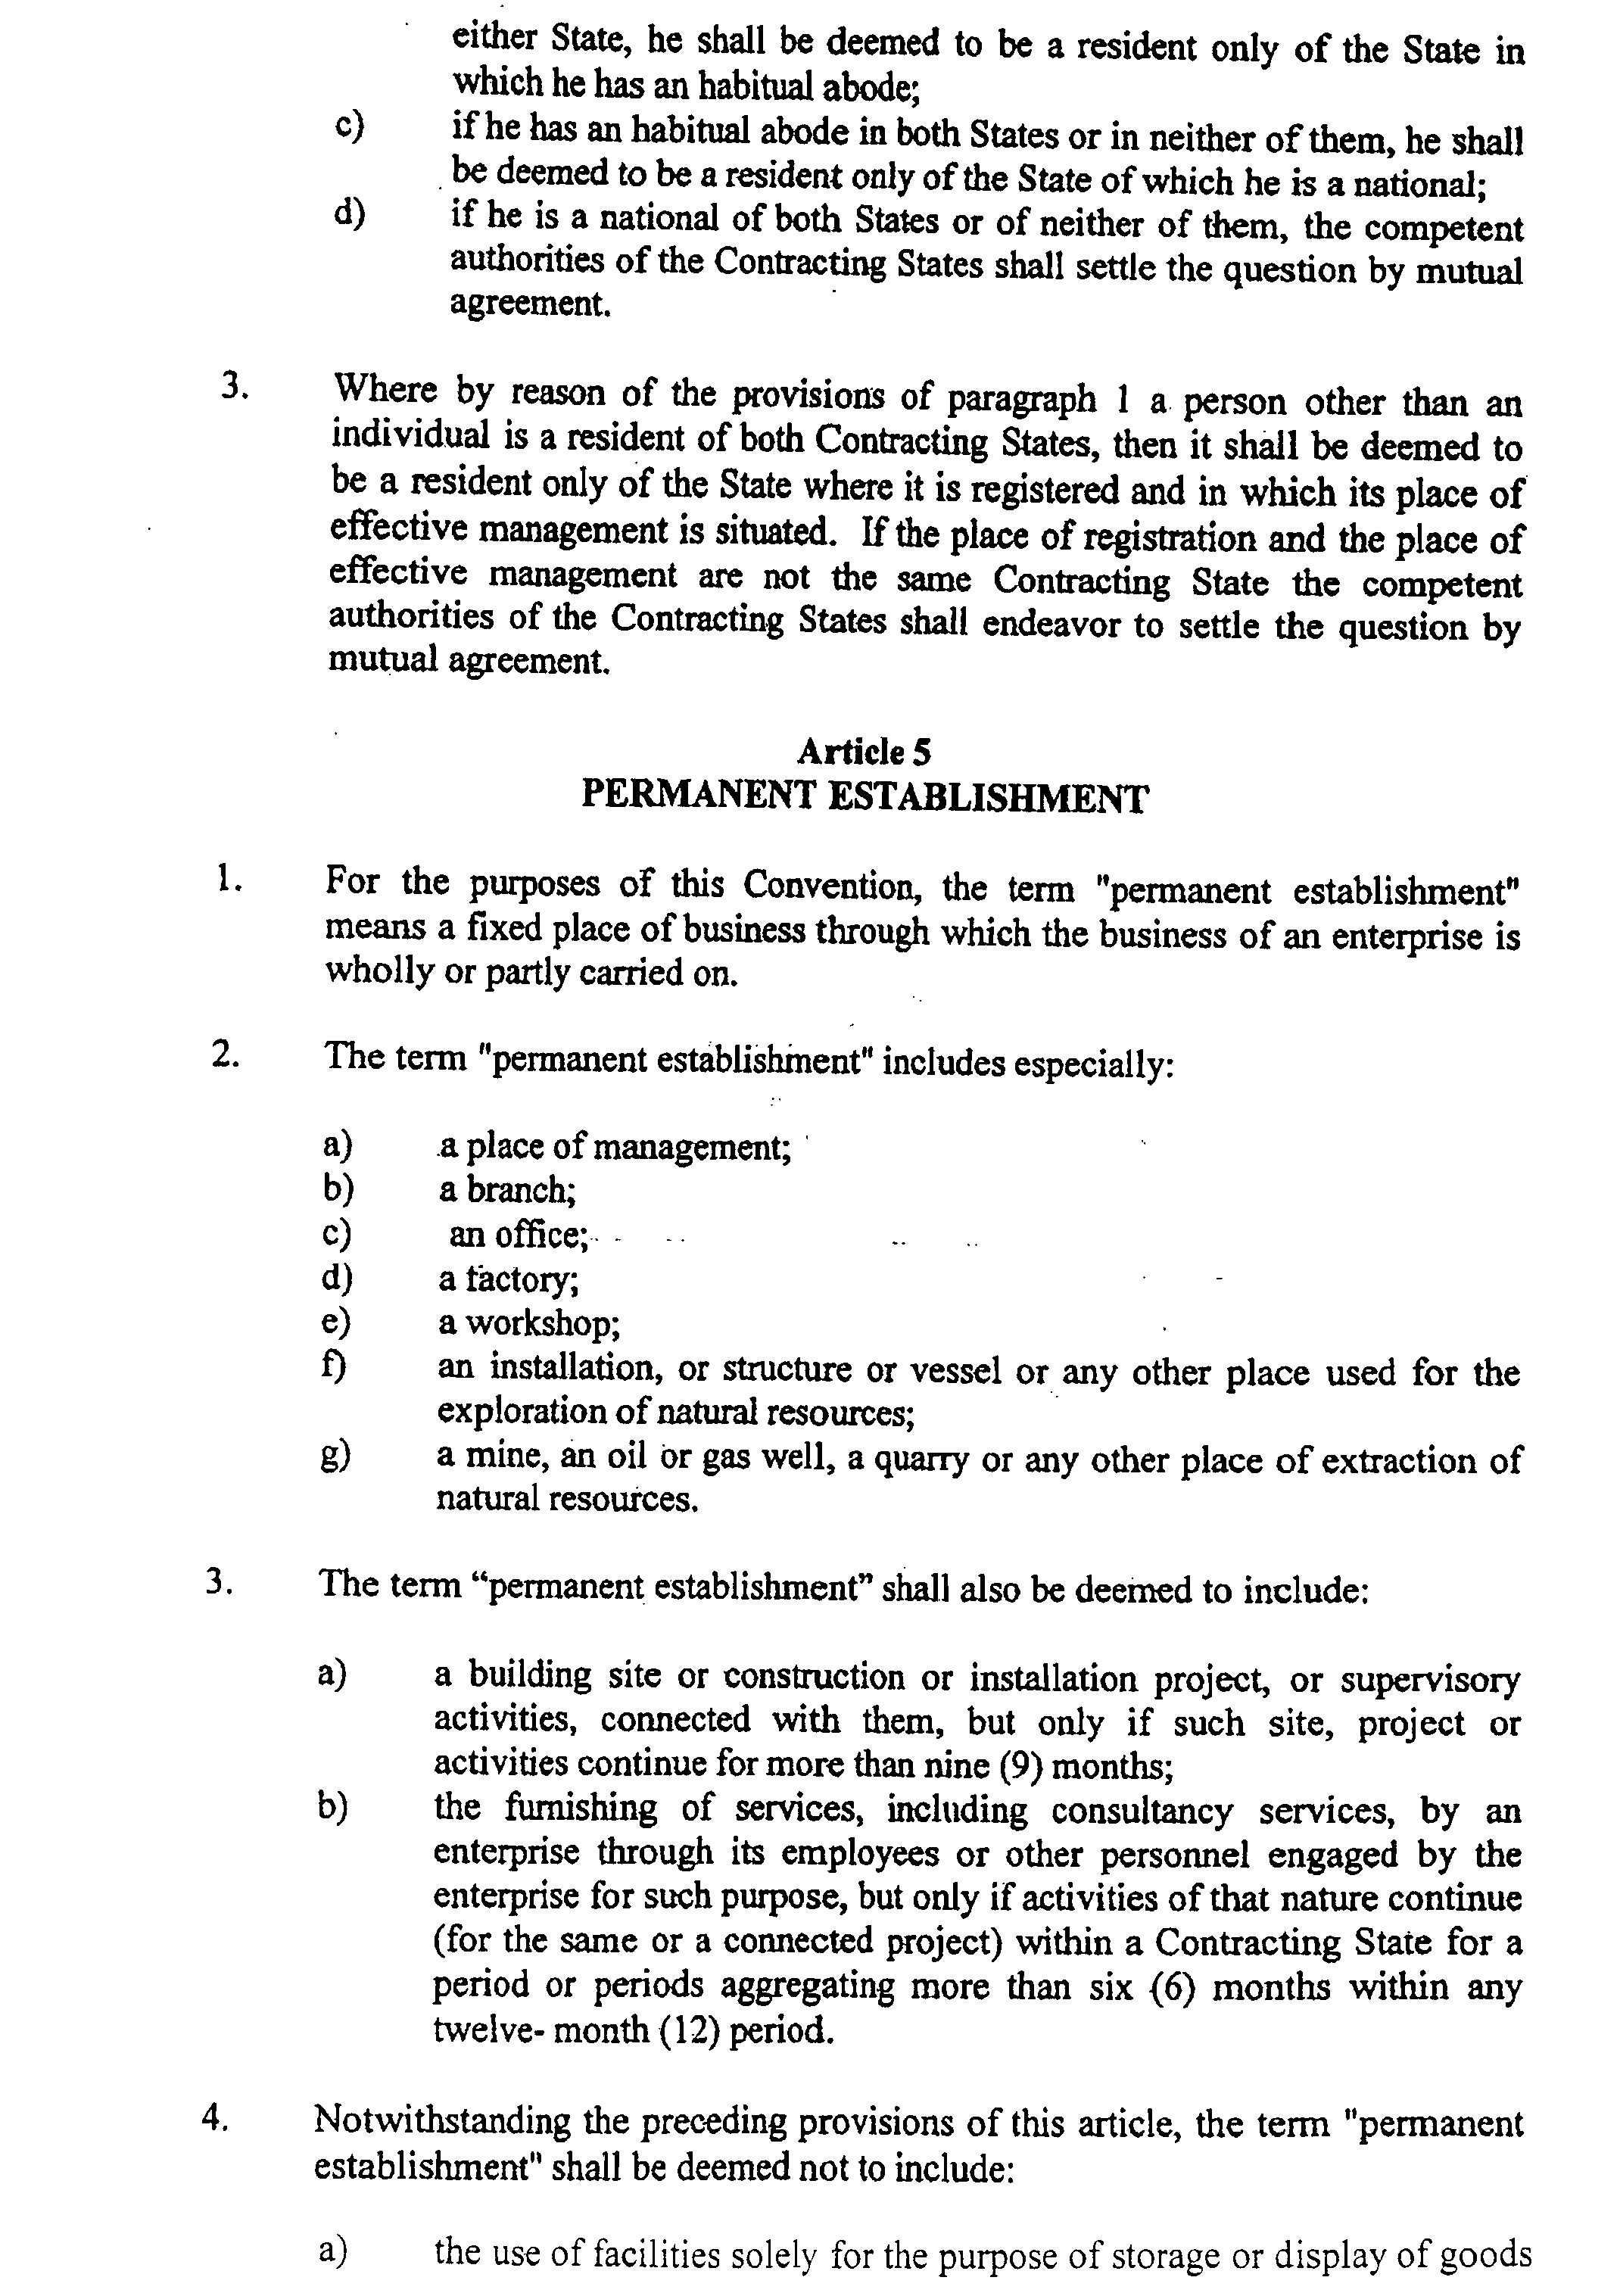 either State, he shall be deemed to be a resident only of the State in
which he has an habitual abode;
c) if he has an habitual abode in both States or in neither of them, he shall
be deemed to be a resident only of the State of which he is a national;
d) if he is a national of both States or of neither of them, the competent
authorities of the Contracting States shall settle the question by mutual
agreement.
3. Where by reason of the provisions of paragraph 1 a person other than an
individual is a resident of both Contracting States, then it shall be deemed to
be a resident only of the State where it is registered and in which its place of
effective management is situated. If the place of registration and the place of
effective management are not the same Contracting State the competent
authorities of the Contracting States shall endeavor to settle the question by
mutual agreement.
Article 5
PERMANENT ESTABLISHMENT
1. For the purposes of this Convention, the term "permanent establishment"
means a fixed place of business through which the business of an enterprise is
wholly or partly carried on.
2. The term "permanent establishment" includes especially:
a) a place of management;
b) a branch;
c) an office;
d) a factory;
e) a workshop;
f) an installation, or structure or vessel or any other place used for the
exploration of natural resources;
g) a mine, an oil or gas well, a quarry or any other place of extraction of
natural resources.
3. The term “permanent establishment” shall also be deemed to include:
a) a building site or construction or installation project, or supervisory
activities, connected with them, but only if such site, project or
activities continue for more than nine (9) months;
b) the furnishing of services, including consultancy services, by an
enterprise through its employees or other personnel engaged by the
enterprise for such purpose, but only if activities of that nature continue
(for the same or a connected project) within a Contracting State for a
period or periods aggregating more than six (6) months within any
twelve- month (12) period.
4. Notwithstanding the preceding provisions of this article, the term "permanent
establishment" shall be deemed not to include:
a) the use of facilities solely for the purpose of storage or display of goods